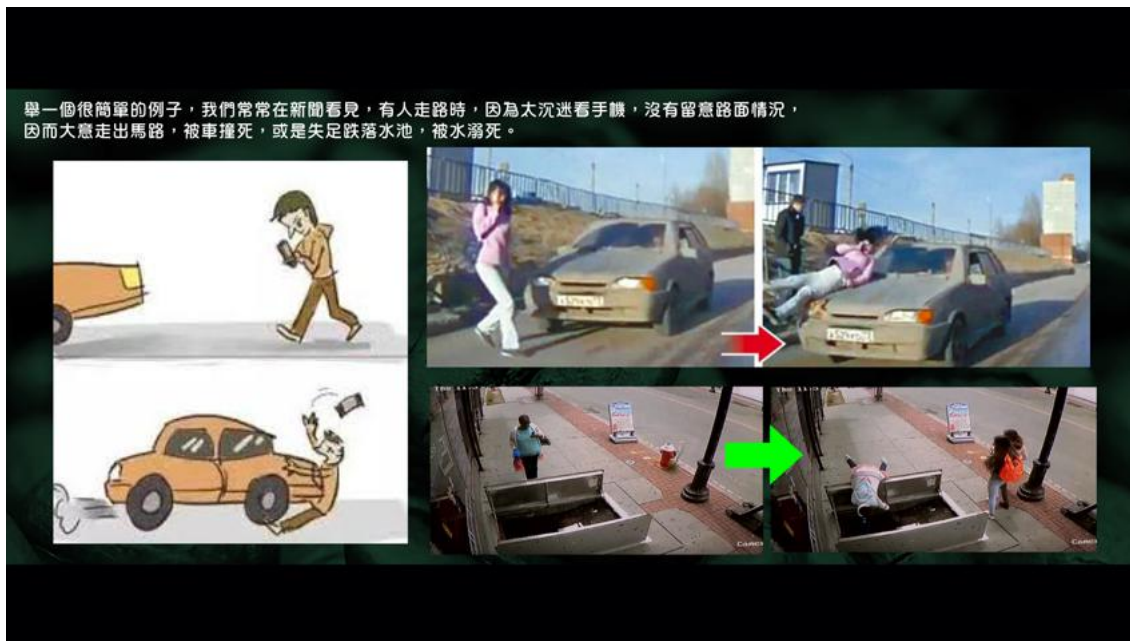 舉一個很簡單的例子，我們常常在新聞看見，有人走路時，因為太沉迷看手機，沒有留意路面情況，
因而大意走出馬路，被車撞死，或是失足跌落水池，被水溺死。